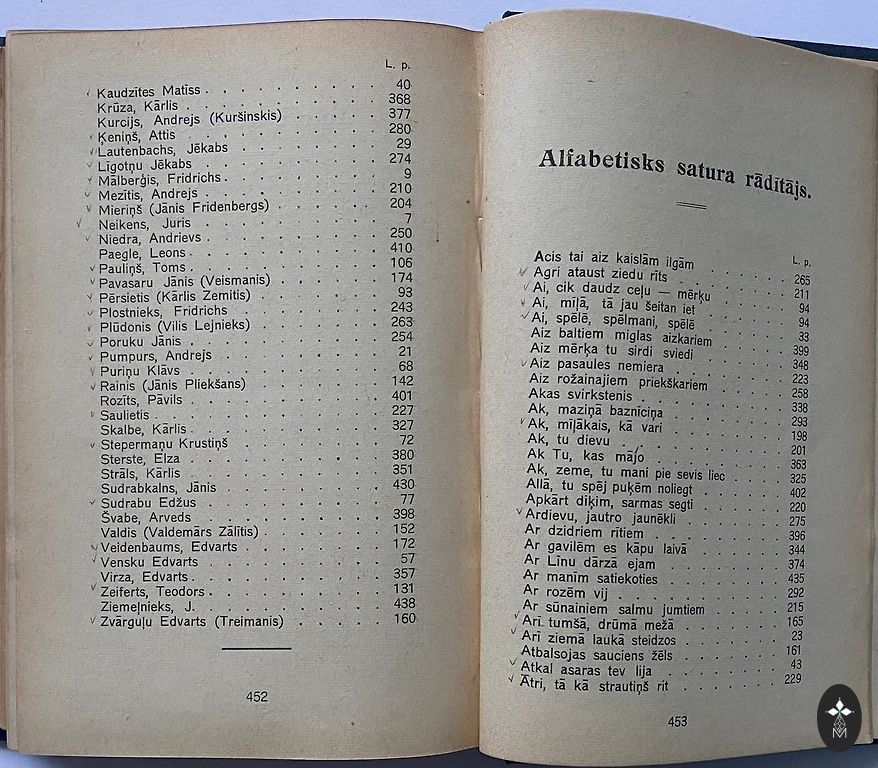 L. p.
Kaudzītes Matīss . . . . . . . . . 40
Krūza, Kārlis . . . . . . . . . 368
Kurcijs, Andrejs (Kuršinskis) . . . . . 377
Ķeniņš, Attis . . . . . . . . . 280
Lautenbachs, Jēkabs . . . . . . . 29
Līgotņu Jēkabs . . . . . . . . 274
Mālberģis, Fridrichs . . . . . . . 9
Mezītis, Andrejs . . . . . . . . 210
Mieriņš (Jānis Fridenbergs) . . . . . 204
Neikens, Juris . . . . . . . . 7
Niedra, Andrievs . . . . . . . . 250
Paegle, Leons . . . . . . . . 410
Pauliņš, Toms . . . . . . . . 106
Pavasaru Jānis (Veismanis) . . . . . 174
Pērsietis (Kārlis Zemītis) . . . . . 93
Plostnieks, Fridrichs . . . . . . . 243
Plūdonis (Vilis Lejnieks) . . . . . 263
Poruku Jānis . . . . . . . . 254
Pumpurs, Andrejs . . . . . . . 21
Puriņu Klāvs . . . . . . . . 68
Rainis (Jānis Pliekšans) . . . . . . 142
Rozīts, Pāvils . . . . . . . . 401
Saulietis . . . . . . . . . 227
Skalbe, Kārlis . . . . . . . . 327
Stepermaņu Krustiņš . . . . . . 72
Sterste, Elza . . . . . . . . 380
Strāls, Kārlis . . . . . . . . 351
Sudrabkalns, Jānis . . . . . . . 430
Sudrabu Edžus . . . . . . . . 77
Švabe, Arveds . . . . . . . . 398
Valdis (Valdemārs Zālītis) . . . . . 152
Veidenbaums, Edvarts . . . . . . 172
Vensku Edvarts . . . . . . . . 57
Virza, Edvarts . . . . . . . . 357
Zeiferts, Teodors . . . . . . . 131
Ziemeļnieks, J. . . . . . . . . 438
Zvārguļu Edvarts (Treimanis) . . . . . 160
452
Alfabetisks satura rādītājs.
L. p.
Acis tai aiz kaislām ilgām . . . . . 265
Agri ataust ziedu rīts . . . . . . 211
Ai, cik daudz ceļu — mērķu . . . . 94
Ai, miļā, tā jau šeitan iet . . . . . 94
Ai, spēlē, spēlmani, spēlē . . . . . 33
Aiz baltiem miglas aizkariem . . . . 399
Aiz mērķa tu sirdi sviedi . . . . . 348
Aiz pasaules nemiera . . . . . . 223
Aiz rožainajiem priekškariem . . . . 258
Akas svirkstenis . . . . . . . 338
Ak, maziņā baznīciņa . . . . . . 293
Ak, mīļākais, kā vari . . . . . . 198
Ak, tu dievu . . . . . . . . 201
Ak Tu, kas mājo . . . . . . . 363
Ak, zeme, tu mani pie sevis liec . . . 325
Allā, tu spēj puķēm noliegt . . . . 402
Apkārt diķim, sarmas segti . . . . 220
Ardievu, jautro jaunēkli . . . . . 275
Ar dzidriem rītiem . . . . . . 396
Ar gavilēm es kāpu laivā . . . . . 344
Ar Līnu dārzā ejam . . . . . . 374
Ar manīm satiekoties . . . . . . 435
Ar rozēm vij . . . . . . . . 292
Ar sūnainiem salmu jumtiem . . . . 215
Arī tumšā, drūmā mežā . . . . . 165
Arī ziemā laukā steidzos . . . . . 23
Atbalsojas sauciens žēls . . . . . 161
Atkal asaras tev lija . . . . . . 43
Ātri, tā kā strautiņš rit . . . . . 229
453
M